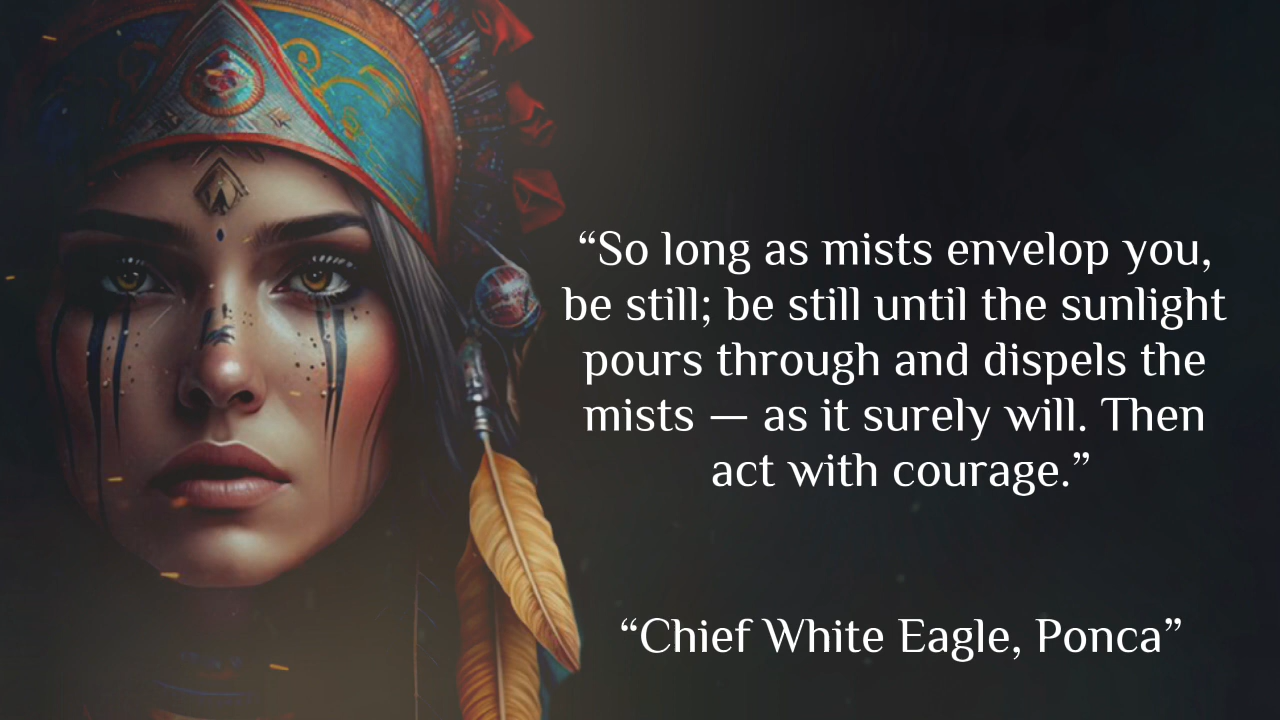 “So long as mists envelop you,
be still; be still until the sunlight
pours through and dispels the
mists — as it surely will. Then
act with courage.”
“Chief White Eagle, Ponca”